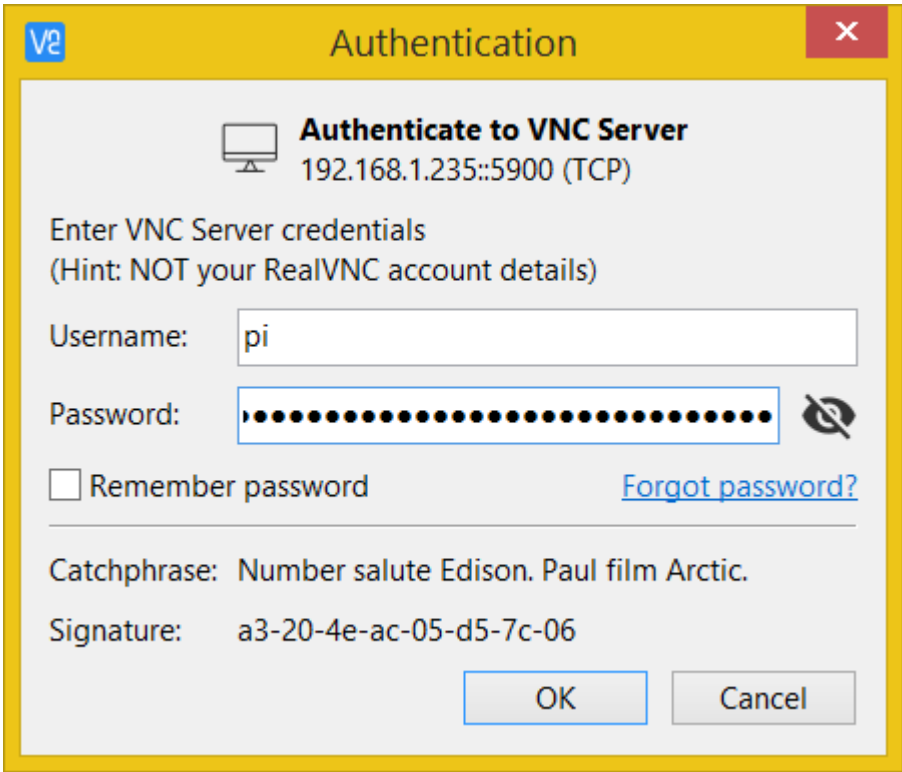 V2
Authentication
Authenticate to VNC Server
192.168.1.235::5900 (TCP)
Enter VNC Server credentials
(Hint: NOT your RealVNC account details)
Username: pi
Password: ●●●●●●●●●●●●●●●●●●●●●●●●●●●●●
Remember password Forgot password?
Catchphrase: Number salute Edison. Paul film Arctic.
Signature: a3-20-4e-ac-05-d5-7c-06
OK Cancel